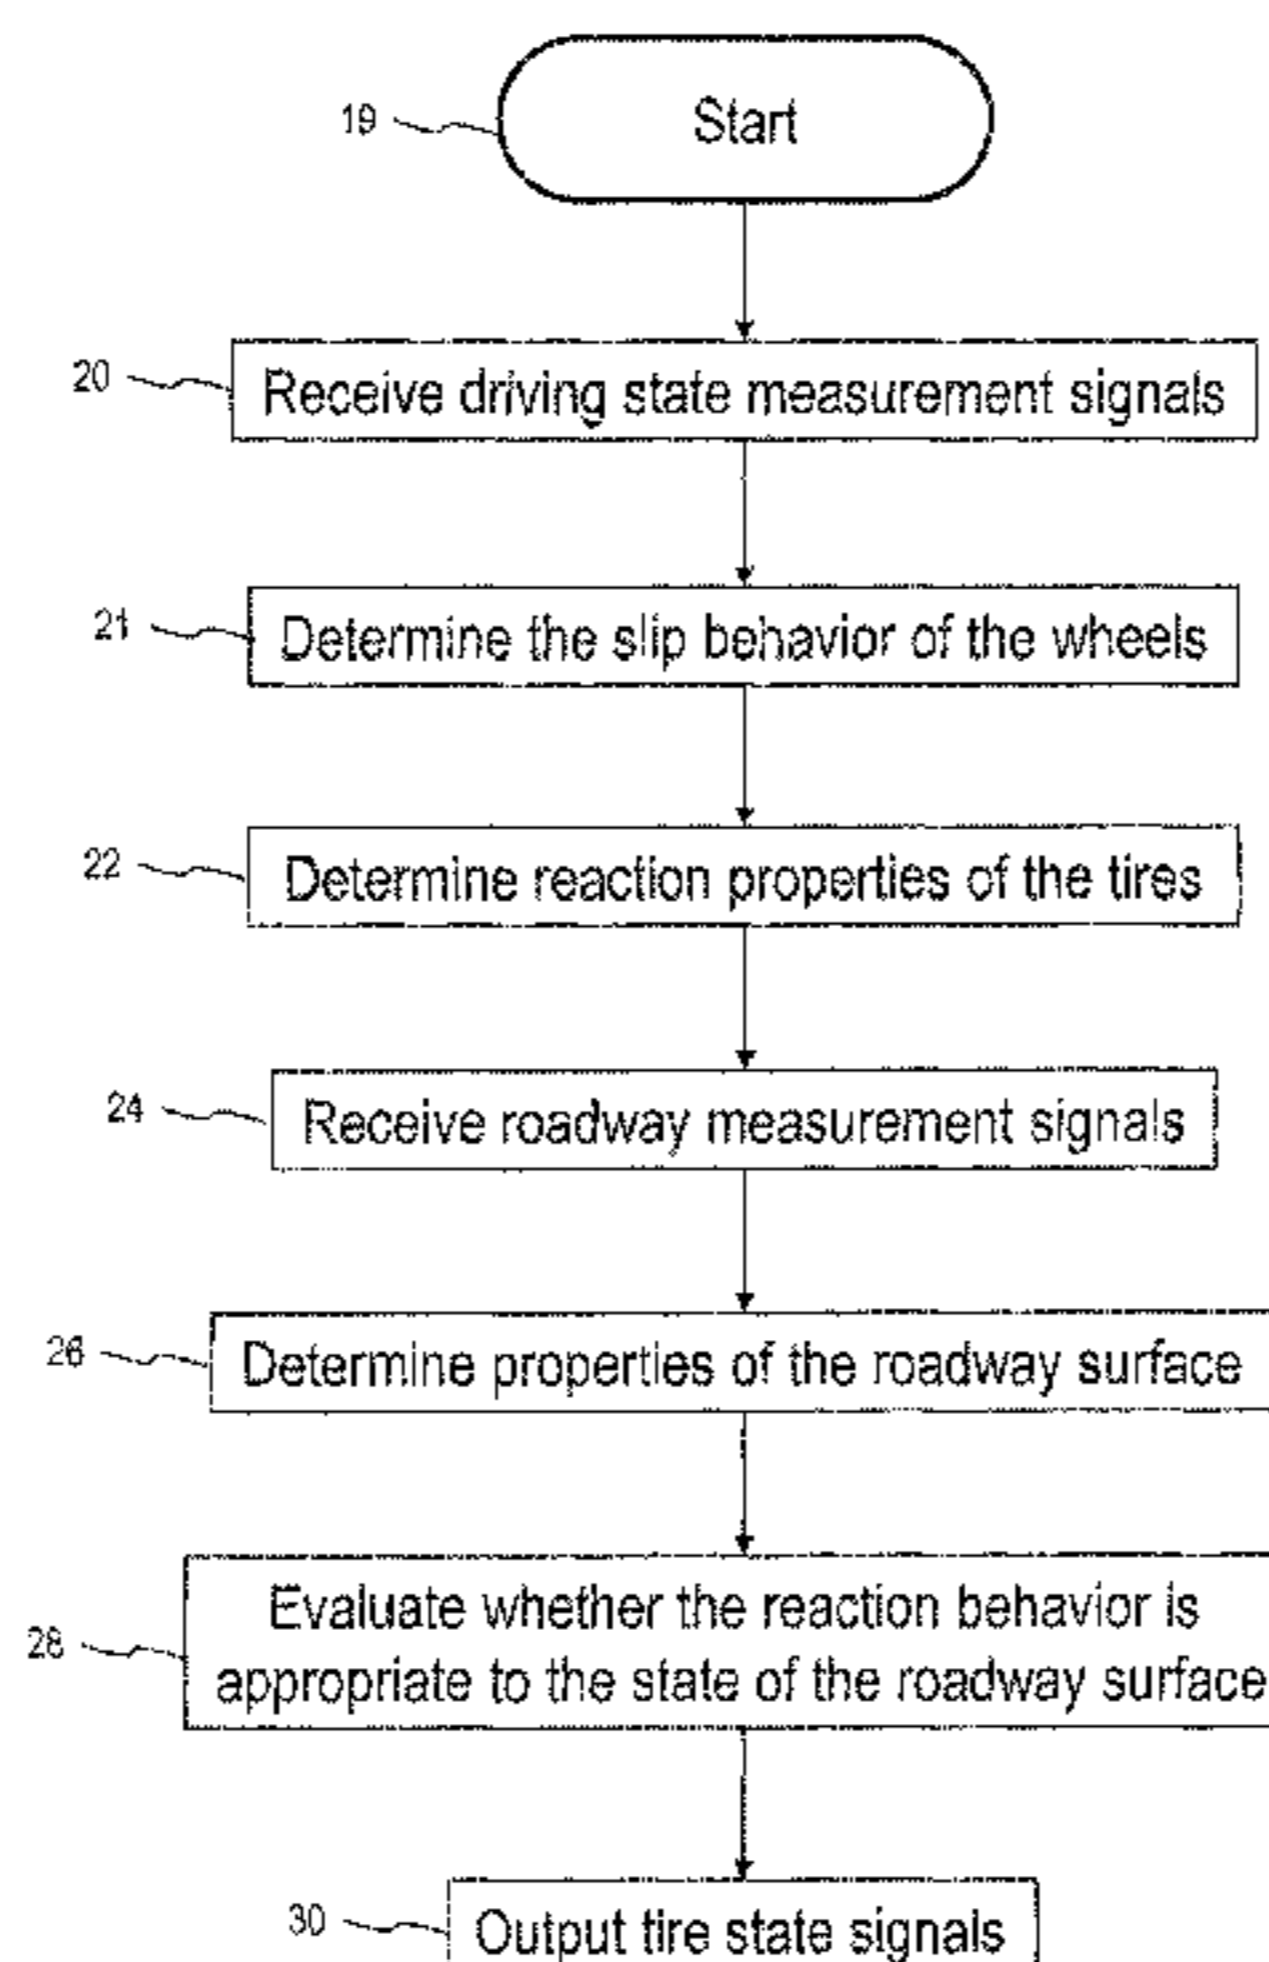 19
Start
20
Receive driving state measurement signals
21
Determine the slip behavior of the wheels
22
Determine reaction properties of the tires
24
Receive roadway measurement signals
26
Determine properties of the roadway surface
28
Evaluate whether the reaction behavior is
appropriate to the state of the roadway surface
30
Output tire state signals